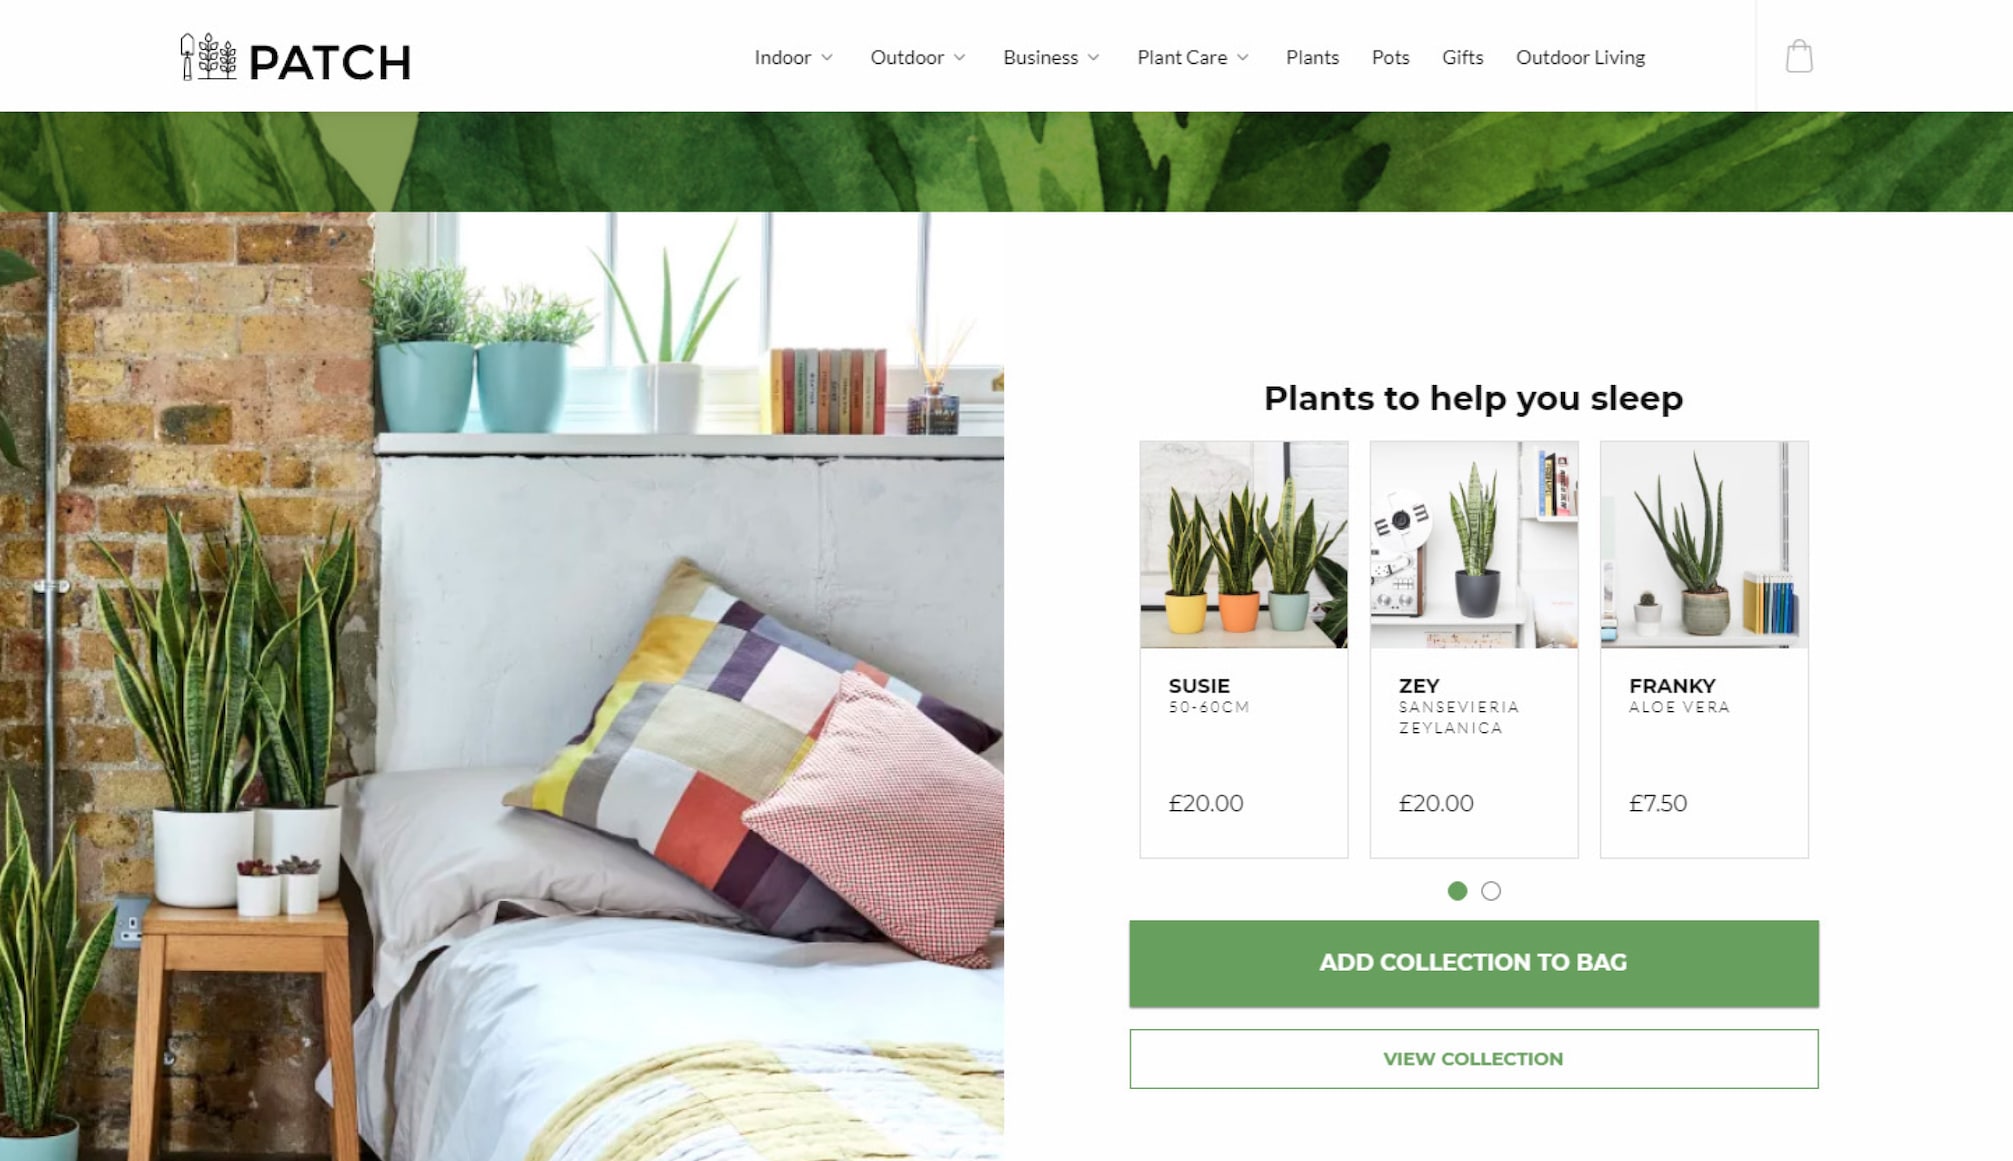 PATCH
Indoor
Outdoor
Business
Plant Care
Plants
Pots
Gifts
Outdoor Living
Plants to help you sleep
SUSIE
50-60CM
£20.00
ZEY
SANSEVIERIA
ZEYLANICA
£20.00
FRANKY
ALOE VERA
£7.50
ADD COLLECTION TO BAG
VIEW COLLECTION